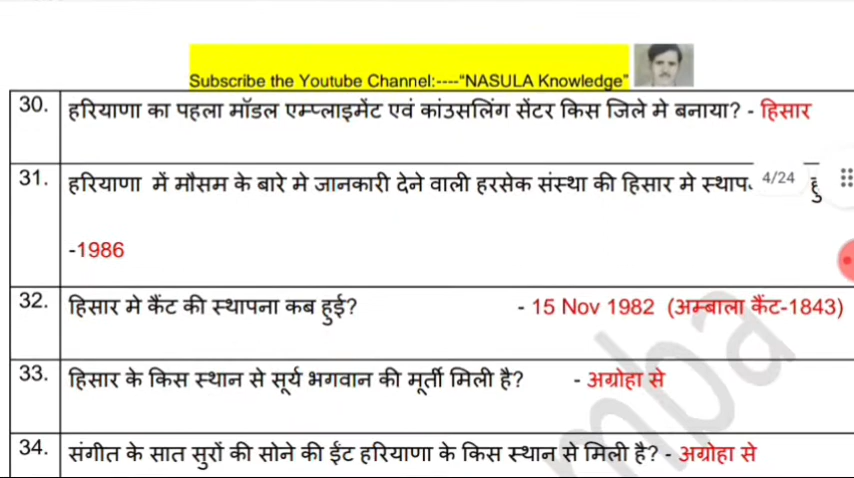 Subscribe the Youtube Channel:----"NASULA Knowledge"
30. हरियाणा का पहला मॉडल एम्प्लाइमेंट एवं कांउसलिंग सेंटर किस जिले मे बनाया? - हिसार
31. हरियाणा में मौसम के बारे मे जानकारी देने वाली हरसेक संस्था की हिसार मे स्थाप
4/24
-1986
32. हिसार मे कैंट की स्थापना कब हुई? - 15 Nov 1982 (अम्बाला कैंट-1843)
33. हिसार के किस स्थान से सूर्य भगवान की मूर्ती मिली है? - अग्रोहा से
34. संगीत के सात सुरों की सोने की ईंट हरियाणा के किस स्थान से मिली है? - अग्रोहा से